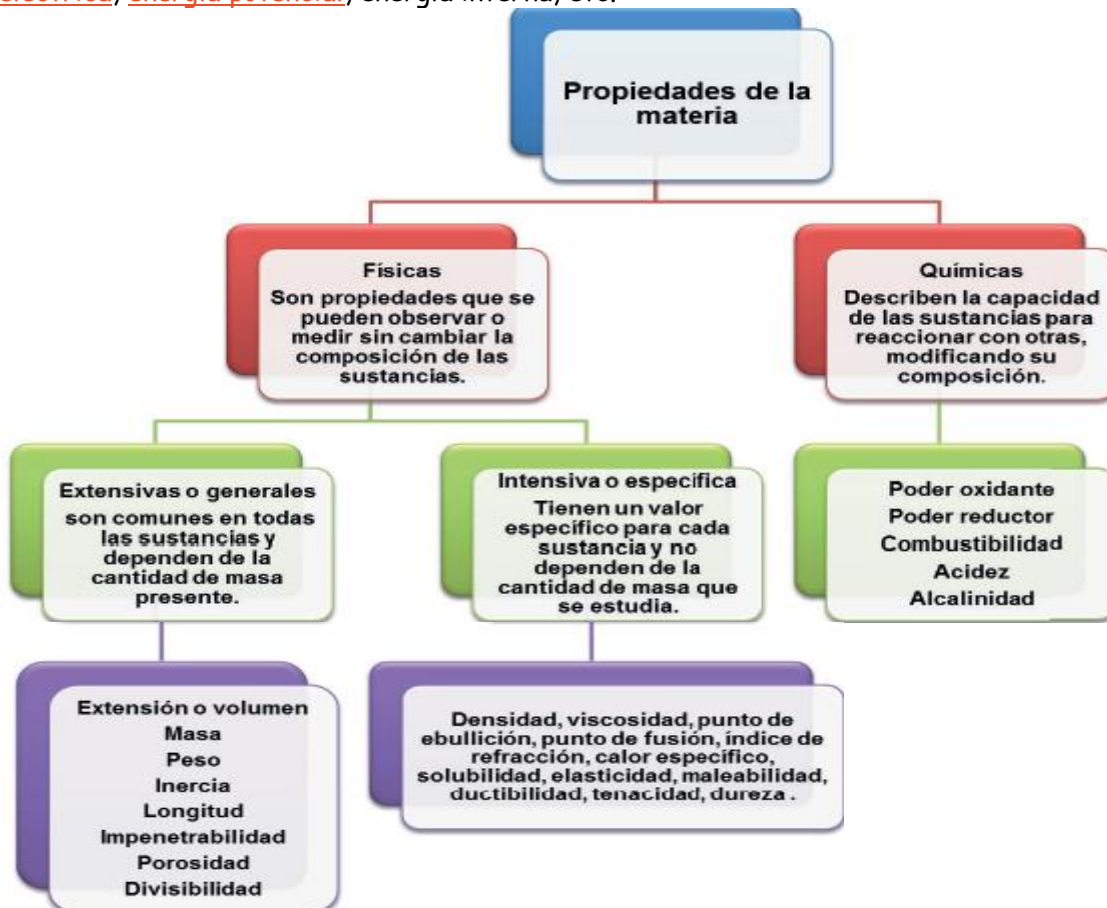 energía potencial, energía interna, etc.
Propiedades de la
materia
Físicas
Son propiedades que se
pueden observar o
medir sin cambiar la
composición de las
sustancias.
Químicas
Describen la capacidad
de las sustancias para
reaccionar con otras,
modificando su
composición.
Extensivas o generales
son comunes en todas
las sustancias y
dependen de la
cantidad de masa
presente.
Intensiva o específica
Tienen un valor
específico para cada
sustancia y no
dependen de la
cantidad de masa que
se estudia.
Poder oxidante
Poder reductor
Combustibilidad
Acidez
Alcalinidad
Extensión o volumen
Masa
Peso
Inercia
Longitud
Impenetrabilidad
Porosidad
Divisibilidad
Densidad, viscosidad, punto de
ebullición, punto de fusión, índice de
refracción, calor específico,
solubilidad, elasticidad, maleabilidad,
ductibilidad, tenacidad, dureza .